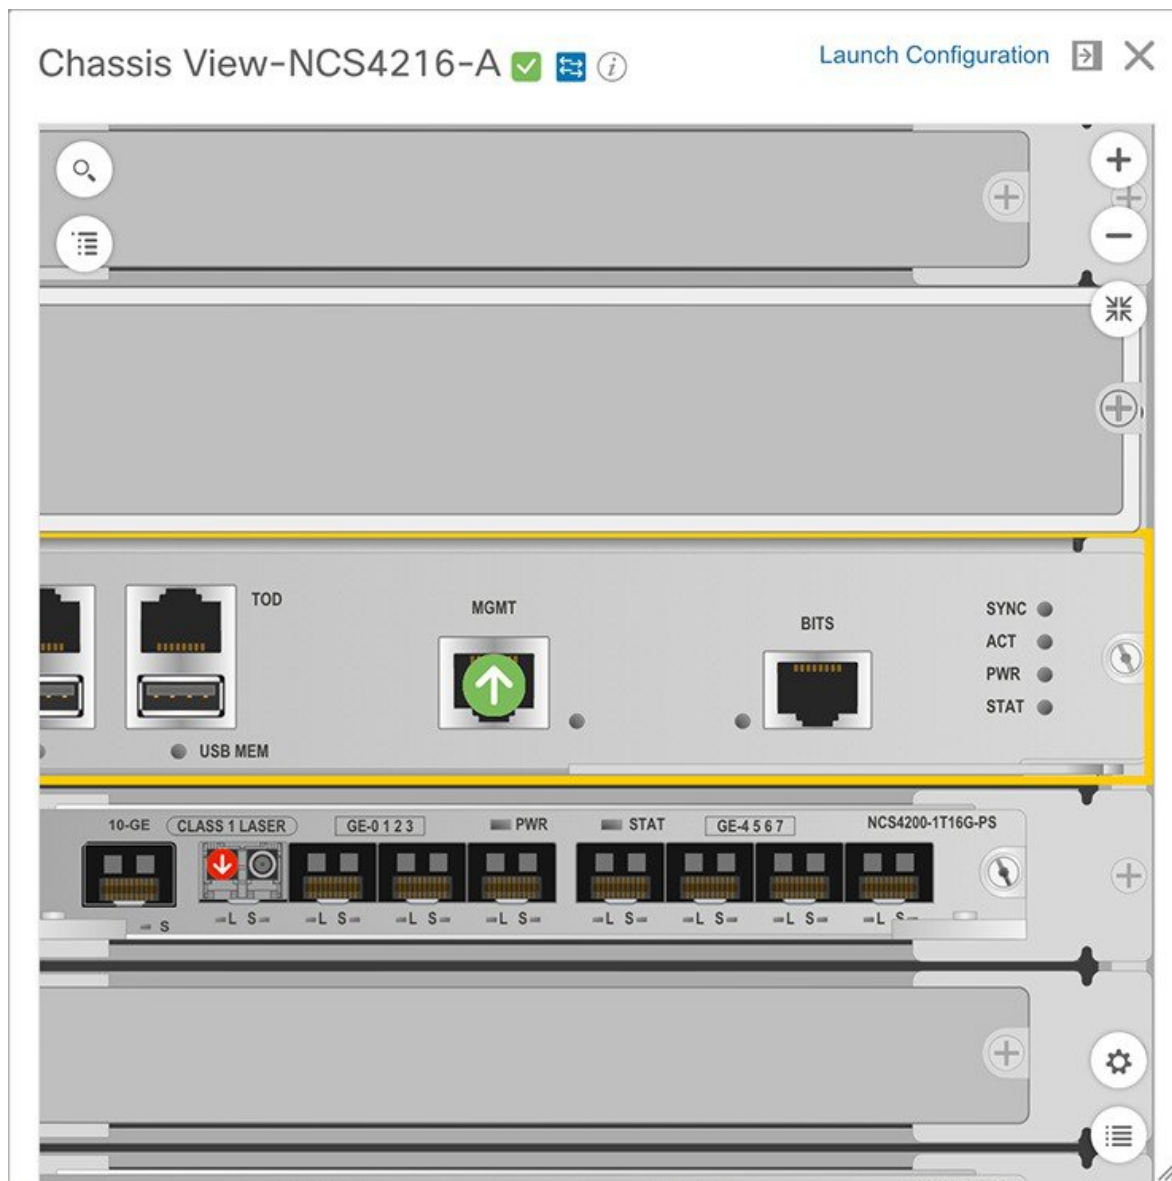 Chassis View-NCS4216-A
Launch Configuration
TOD
MGMT
BITS
SYNC
ACT
PWR
STAT
USB MEM
10-GE CLASS 1 LASER GE-0 1 2 3 PWR STAT GE-4 5 6 7 NCS4200-1T16G-PS
S L S L S L S L S L S L S L S L S